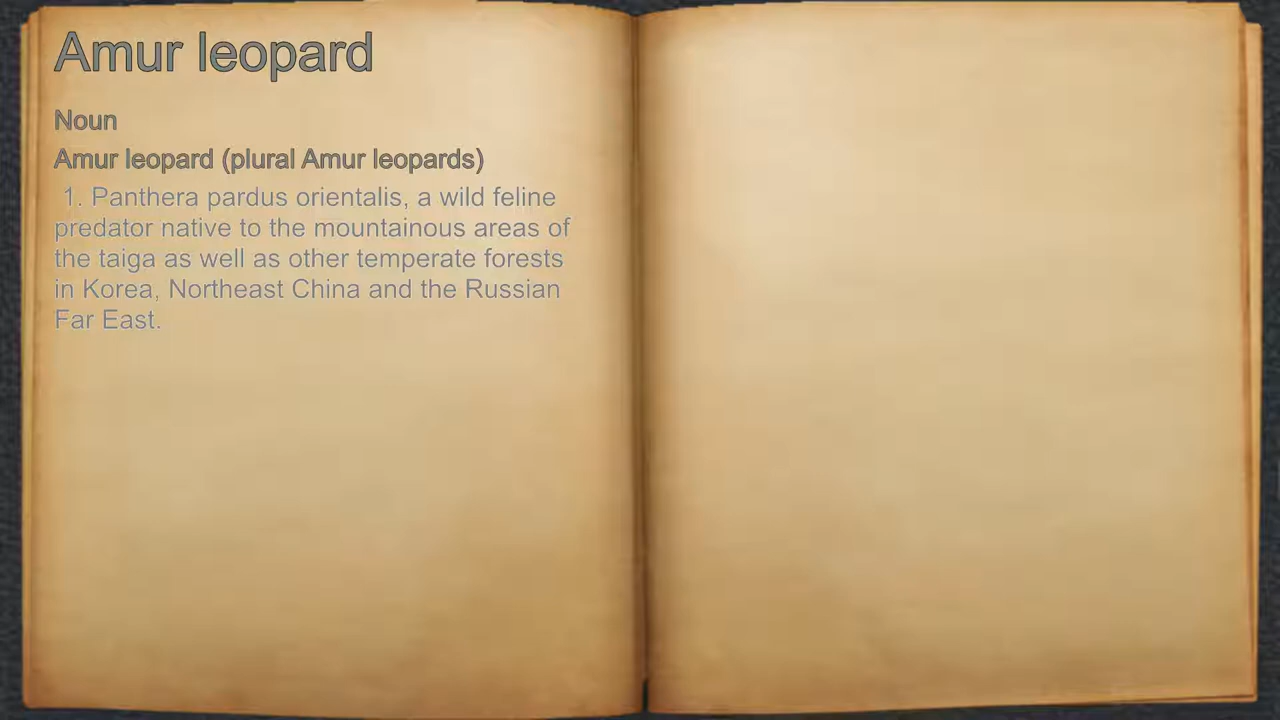 Amur leopard
Noun
Amur leopard (plural Amur leopards)
1. Panthera pardus orientalis, a wild feline
predator native to the mountainous areas of
the taiga as well as other temperate forests
in Korea, Northeast China and the Russian
Far East.